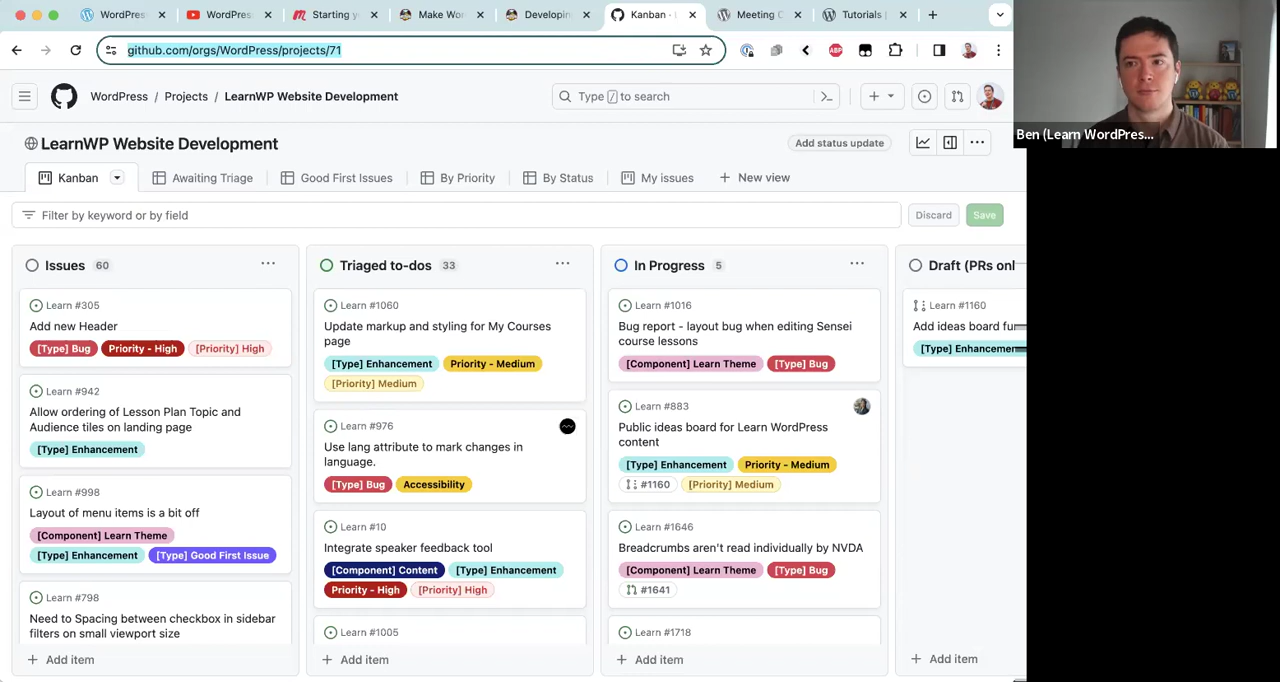 WordPres
WordPres
Starting y
Make Wor
Developin
Kanban ·
Meeting C
Tutorials
github.com/orgs/WordPress/projects/71
ABP
WordPress / Projects / LearnWP Website Development
Type / to search
Ben (Learn WordPres...
LearnWP Website Development
Add status update
Kanban
Awaiting Triage
Good First Issues
By Priority
By Status
My issues
New view
Filter by keyword or by field
Discard
Save
Issues 60
Learn #305
Add new Header
[Type] Bug
Priority - High
[Priority] High
Learn #942
Allow ordering of Lesson Plan Topic and
Audience tiles on landing page
[Type] Enhancement
Learn #998
Layout of menu items is a bit off
[Component] Learn Theme
[Type] Enhancement
[Type] Good First Issue
Learn #798
Need to Spacing between checkbox in sidebar
filters on small viewport size
Add item
Triaged to-dos 33
Learn #1060
Update markup and styling for My Courses
page
[Type] Enhancement
Priority - Medium
[Priority] Medium
Learn #976
Use lang attribute to mark changes in
language.
[Type] Bug
Accessibility
Learn #10
Integrate speaker feedback tool
[Component] Content
[Type] Enhancement
Priority - High
[Priority] High
Learn #1005
Add item
In Progress 5
Learn #1016
Bug report - layout bug when editing Sensei
course lessons
[Component] Learn Theme
[Type] Bug
Learn #883
Public ideas board for Learn WordPress
content
[Type] Enhancement
Priority - Medium
#1160
[Priority] Medium
Learn #1646
Breadcrumbs aren't read individually by NVDA
[Component] Learn Theme
[Type] Bug
#1641
Learn #1718
Add item
Draft (PRs onl
Learn #1160
Add ideas board fu
[Type] Enhancemen
Add item